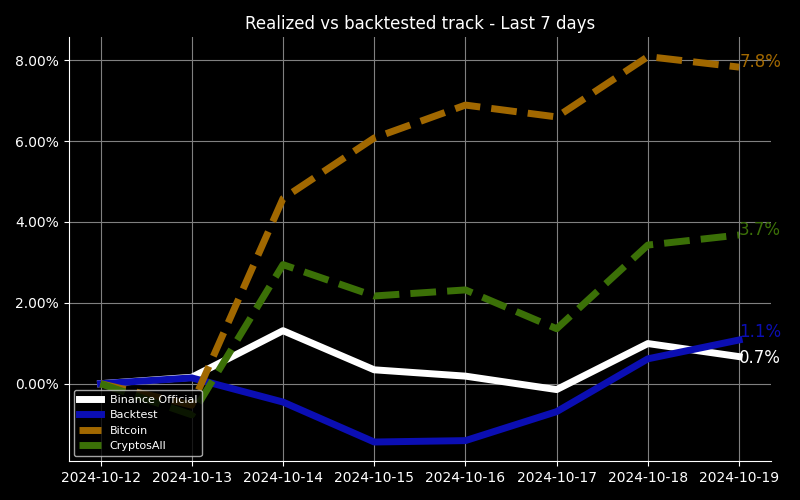 Realized vs backtested track - Last 7 days
8.00%
6.00%
4.00%
2.00%
0.00%
7.8%
3.7%
1.1%
0.7%
Binance Official
Backtest
Bitcoin
CryptosAll
2024-10-12 2024-10-13 2024-10-14 2024-10-15 2024-10-16 2024-10-17 2024-10-18 2024-10-19